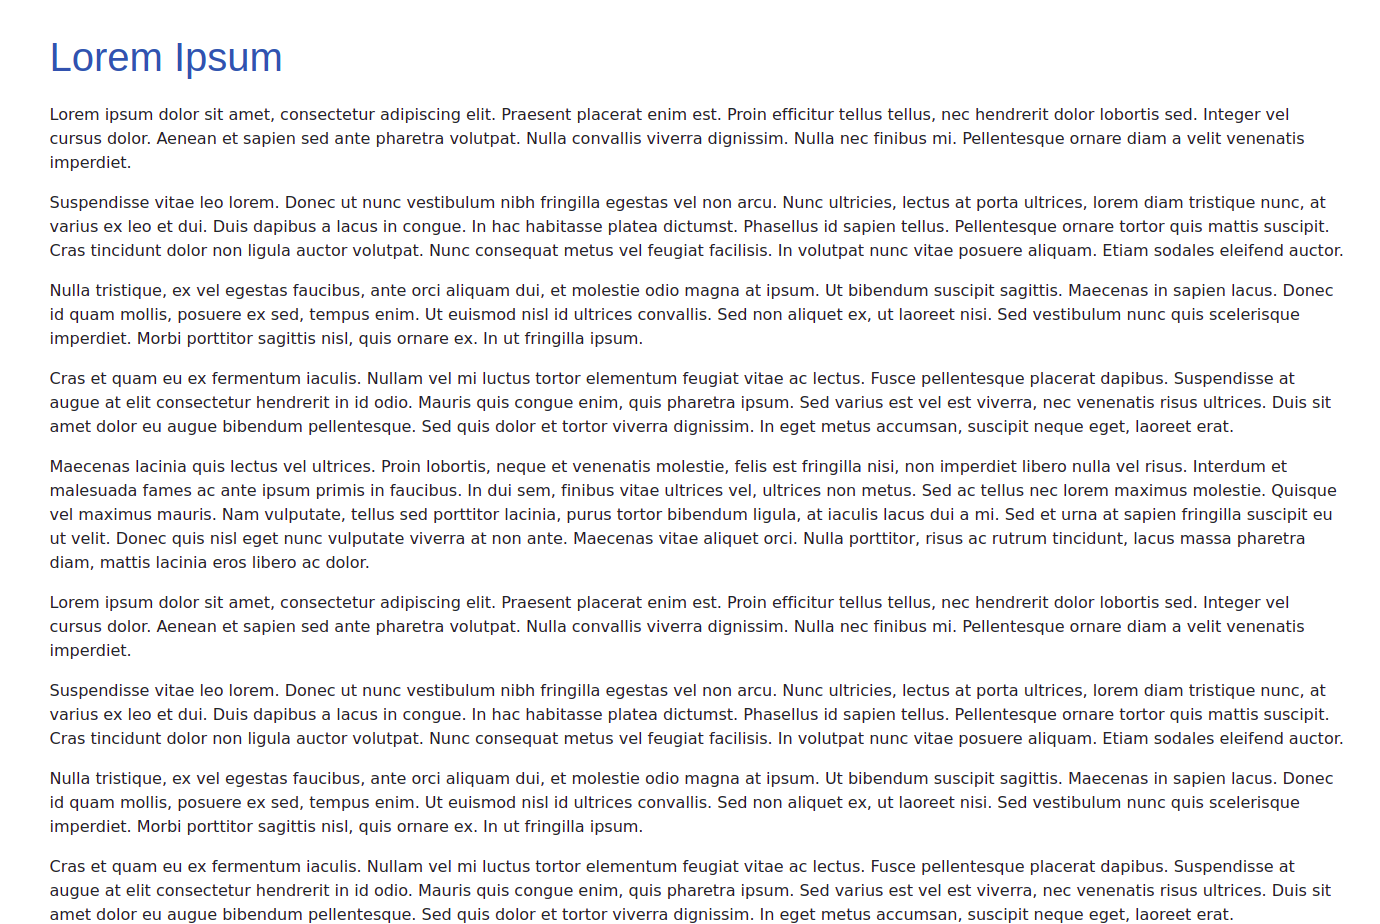 Lorem Ipsum
Lorem ipsum dolor sit amet, consectetur adipiscing elit. Praesent placerat enim est. Proin efficitur tellus tellus, nec hendrerit dolor lobortis sed. Integer vel
cursus dolor. Aenean et sapien sed ante pharetra volutpat. Nulla convallis viverra dignissim. Nulla nec finibus mi. Pellentesque ornare diam a velit venenatis
imperdiet.
Suspendisse vitae leo lorem. Donec ut nunc vestibulum nibh fringilla egestas vel non arcu. Nunc ultricies, lectus at porta ultrices, lorem diam tristique nunc, at
varius ex leo et dui. Duis dapibus a lacus in congue. In hac habitasse platea dictumst. Phasellus id sapien tellus. Pellentesque ornare tortor quis mattis suscipit.
Cras tincidunt dolor non ligula auctor volutpat. Nunc consequat metus vel feugiat facilisis. In volutpat nunc vitae posuere aliquam. Etiam sodales eleifend auctor.
Nulla tristique, ex vel egestas faucibus, ante orci aliquam dui, et molestie odio magna at ipsum. Ut bibendum suscipit sagittis. Maecenas in sapien lacus. Donec
id quam mollis, posuere ex sed, tempus enim. Ut euismod nisl id ultrices convallis. Sed non aliquet ex, ut laoreet nisi. Sed vestibulum nunc quis scelerisque
imperdiet. Morbi porttitor sagittis nisl, quis ornare ex. In ut fringilla ipsum.
Cras et quam eu ex fermentum iaculis. Nullam vel mi luctus tortor elementum feugiat vitae ac lectus. Fusce pellentesque placerat dapibus. Suspendisse at
augue at elit consectetur hendrerit in id odio. Mauris quis congue enim, quis pharetra ipsum. Sed varius est vel est viverra, nec venenatis risus ultrices. Duis sit
amet dolor eu augue bibendum pellentesque. Sed quis dolor et tortor viverra dignissim. In eget metus accumsan, suscipit neque eget, laoreet erat.
Maecenas lacinia quis lectus vel ultrices. Proin lobortis, neque et venenatis molestie, felis est fringilla nisi, non imperdiet libero nulla vel risus. Interdum et
malesuada fames ac ante ipsum primis in faucibus. In dui sem, finibus vitae ultrices vel, ultrices non metus. Sed ac tellus nec lorem maximus molestie. Quisque
vel maximus mauris. Nam vulputate, tellus sed porttitor lacinia, purus tortor bibendum ligula, at iaculis lacus dui a mi. Sed et urna at sapien fringilla suscipit eu
ut velit. Donec quis nisl eget nunc vulputate viverra at non ante. Maecenas vitae aliquet orci. Nulla porttitor, risus ac rutrum tincidunt, lacus massa pharetra
diam, mattis lacinia eros libero ac dolor.
Lorem ipsum dolor sit amet, consectetur adipiscing elit. Praesent placerat enim est. Proin efficitur tellus tellus, nec hendrerit dolor lobortis sed. Integer vel
cursus dolor. Aenean et sapien sed ante pharetra volutpat. Nulla convallis viverra dignissim. Nulla nec finibus mi. Pellentesque ornare diam a velit venenatis
imperdiet.
Suspendisse vitae leo lorem. Donec ut nunc vestibulum nibh fringilla egestas vel non arcu. Nunc ultricies, lectus at porta ultrices, lorem diam tristique nunc, at
varius ex leo et dui. Duis dapibus a lacus in congue. In hac habitasse platea dictumst. Phasellus id sapien tellus. Pellentesque ornare tortor quis mattis suscipit.
Cras tincidunt dolor non ligula auctor volutpat. Nunc consequat metus vel feugiat facilisis. In volutpat nunc vitae posuere aliquam. Etiam sodales eleifend auctor.
Nulla tristique, ex vel egestas faucibus, ante orci aliquam dui, et molestie odio magna at ipsum. Ut bibendum suscipit sagittis. Maecenas in sapien lacus. Donec
id quam mollis, posuere ex sed, tempus enim. Ut euismod nisl id ultrices convallis. Sed non aliquet ex, ut laoreet nisi. Sed vestibulum nunc quis scelerisque
imperdiet. Morbi porttitor sagittis nisl, quis ornare ex. In ut fringilla ipsum.
Cras et quam eu ex fermentum iaculis. Nullam vel mi luctus tortor elementum feugiat vitae ac lectus. Fusce pellentesque placerat dapibus. Suspendisse at
augue at elit consectetur hendrerit in id odio. Mauris quis congue enim, quis pharetra ipsum. Sed varius est vel est viverra, nec venenatis risus ultrices. Duis sit
amet dolor eu augue bibendum pellentesque. Sed quis dolor et tortor viverra dignissim. In eget metus accumsan, suscipit neque eget, laoreet erat.